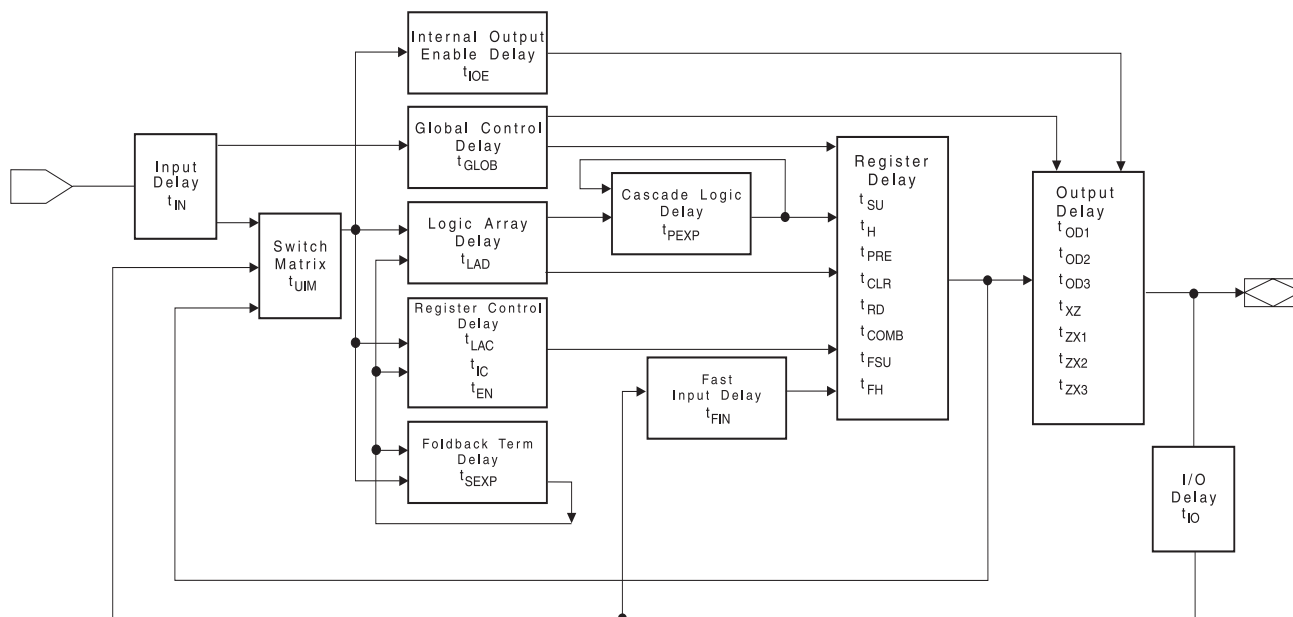 Internal Output
Enable Delay
tIOE
Global Control
Delay
tGLOB
Input
Delay
tIN
Switch
Matrix
tUIM
Logic Array
Delay
tLAD
Cascade Logic
Delay
tPEXP
Register Control
Delay
tLAC
tIC
tEN
Foldback Term
Delay
tSEXP
Fast
Input Delay
tFIN
Register
Delay
tSU
tH
tPRE
tCLR
tRD
tCOMB
tFSU
tFH
Output
Delay
tOD1
tOD2
tOD3
tXZ
tZX1
tZX2
tZX3
I/O
Delay
tIO